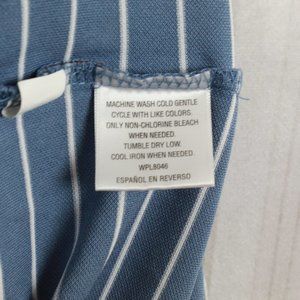 MACHINE WASH COLD GENTLE
CYCLE WITH LIKE COLORS.
ONLY NON-CHLORINE BLEACH
WHEN NEEDED.
TUMBLE DRY LOW.
COOL IRON WHEN NEEDED.
WPL8046
ESPAÑOL EN REVERSO